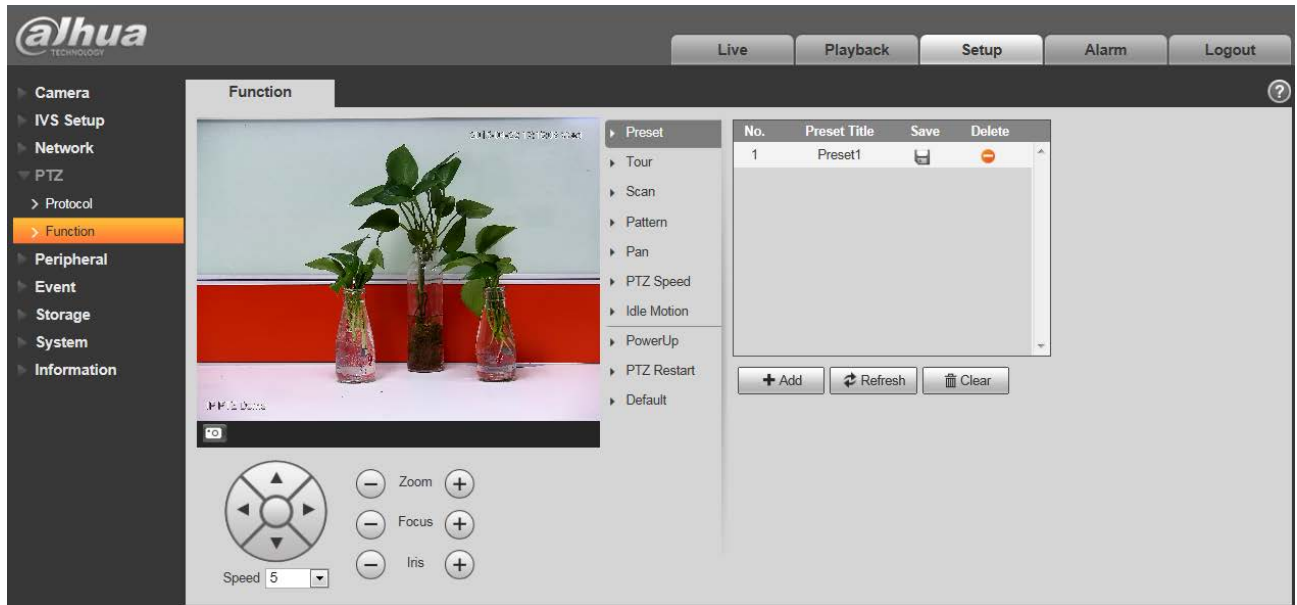 alhua
TECHNOLOGY
Live Playback Setup Alarm Logout
Camera
IVS Setup
Network
PTZ
Protocol
Function
Peripheral
Event
Storage
System
Information
Function
?
Preset
Tour
Scan
Pattern
Pan
PTZ Speed
Idle Motion
PowerUp
PTZ Restart
Default
No. Preset Title Save Delete
1 Preset1
Add Refresh Clear
Zoom
Focus
Iris
Speed 5